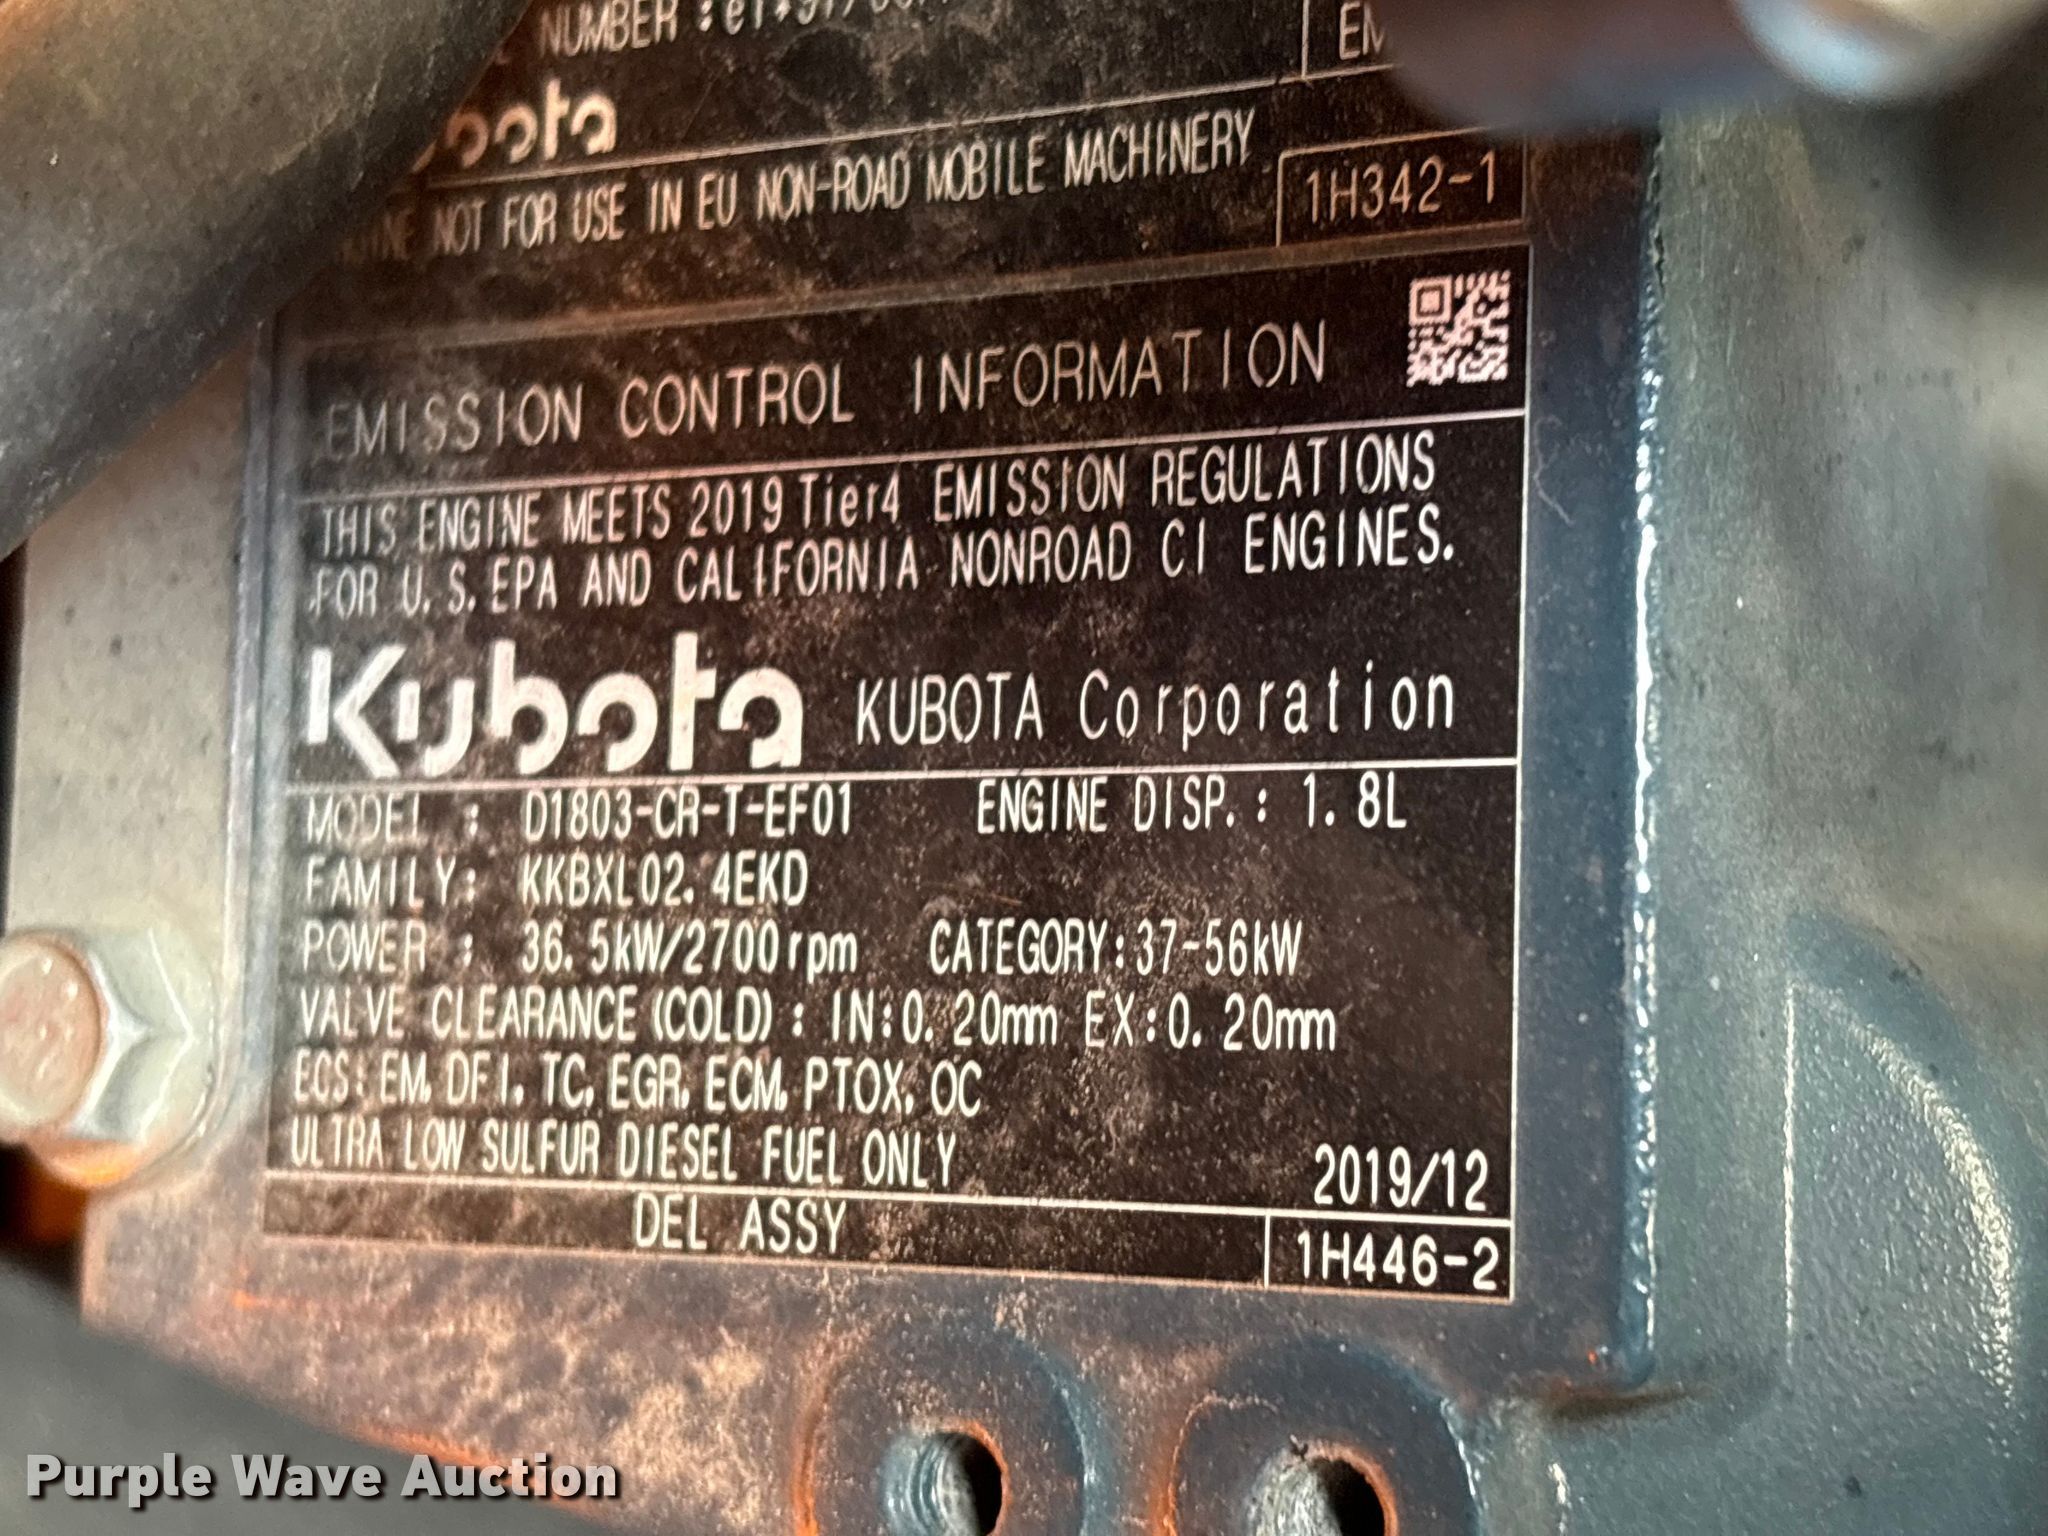 NUMBER :
EM
Kubota
NOT FOR USE IN EU NON-ROAD MOBILE MACHINERY
1H342-1
EMISSION CONTROL INFORMATION
THIS ENGINE MEETS 2019 Tier4 EMISSION REGULATIONS
FOR U.S. EPA AND CALIFORNIA NONROAD CI ENGINES.
Kubota KUBOTA Corporation
MODEL : D1803-CR-T-EF01 ENGINE DISP.: 1.8L
FAMILY: KKBXL02.4EKD
POWER : 36.5kW/2700rpm CATEGORY:37-56kW
VALVE CLEARANCE(COLD): IN:0.20mm EX:0.20mm
ECS:EM, DFI, TC, EGR, ECM, PTOX, OC
ULTRA LOW SULFUR DIESEL FUEL ONLY
2019/12
DEL ASSY
1H446-2
Purple Wave Auction